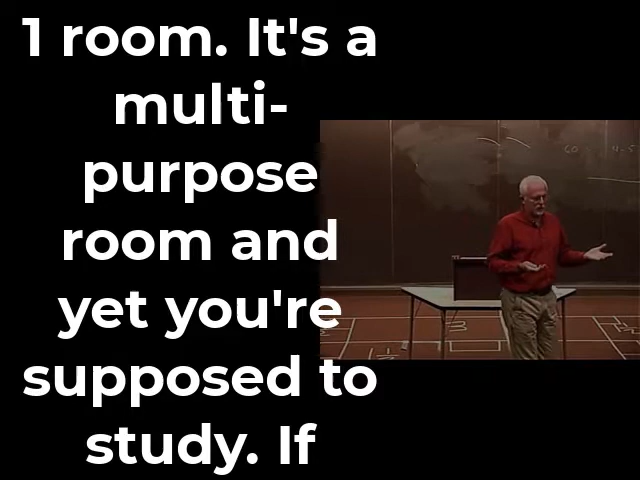 1 room. It's a
multi-
purpose
room and
yet you're
supposed to
study. If